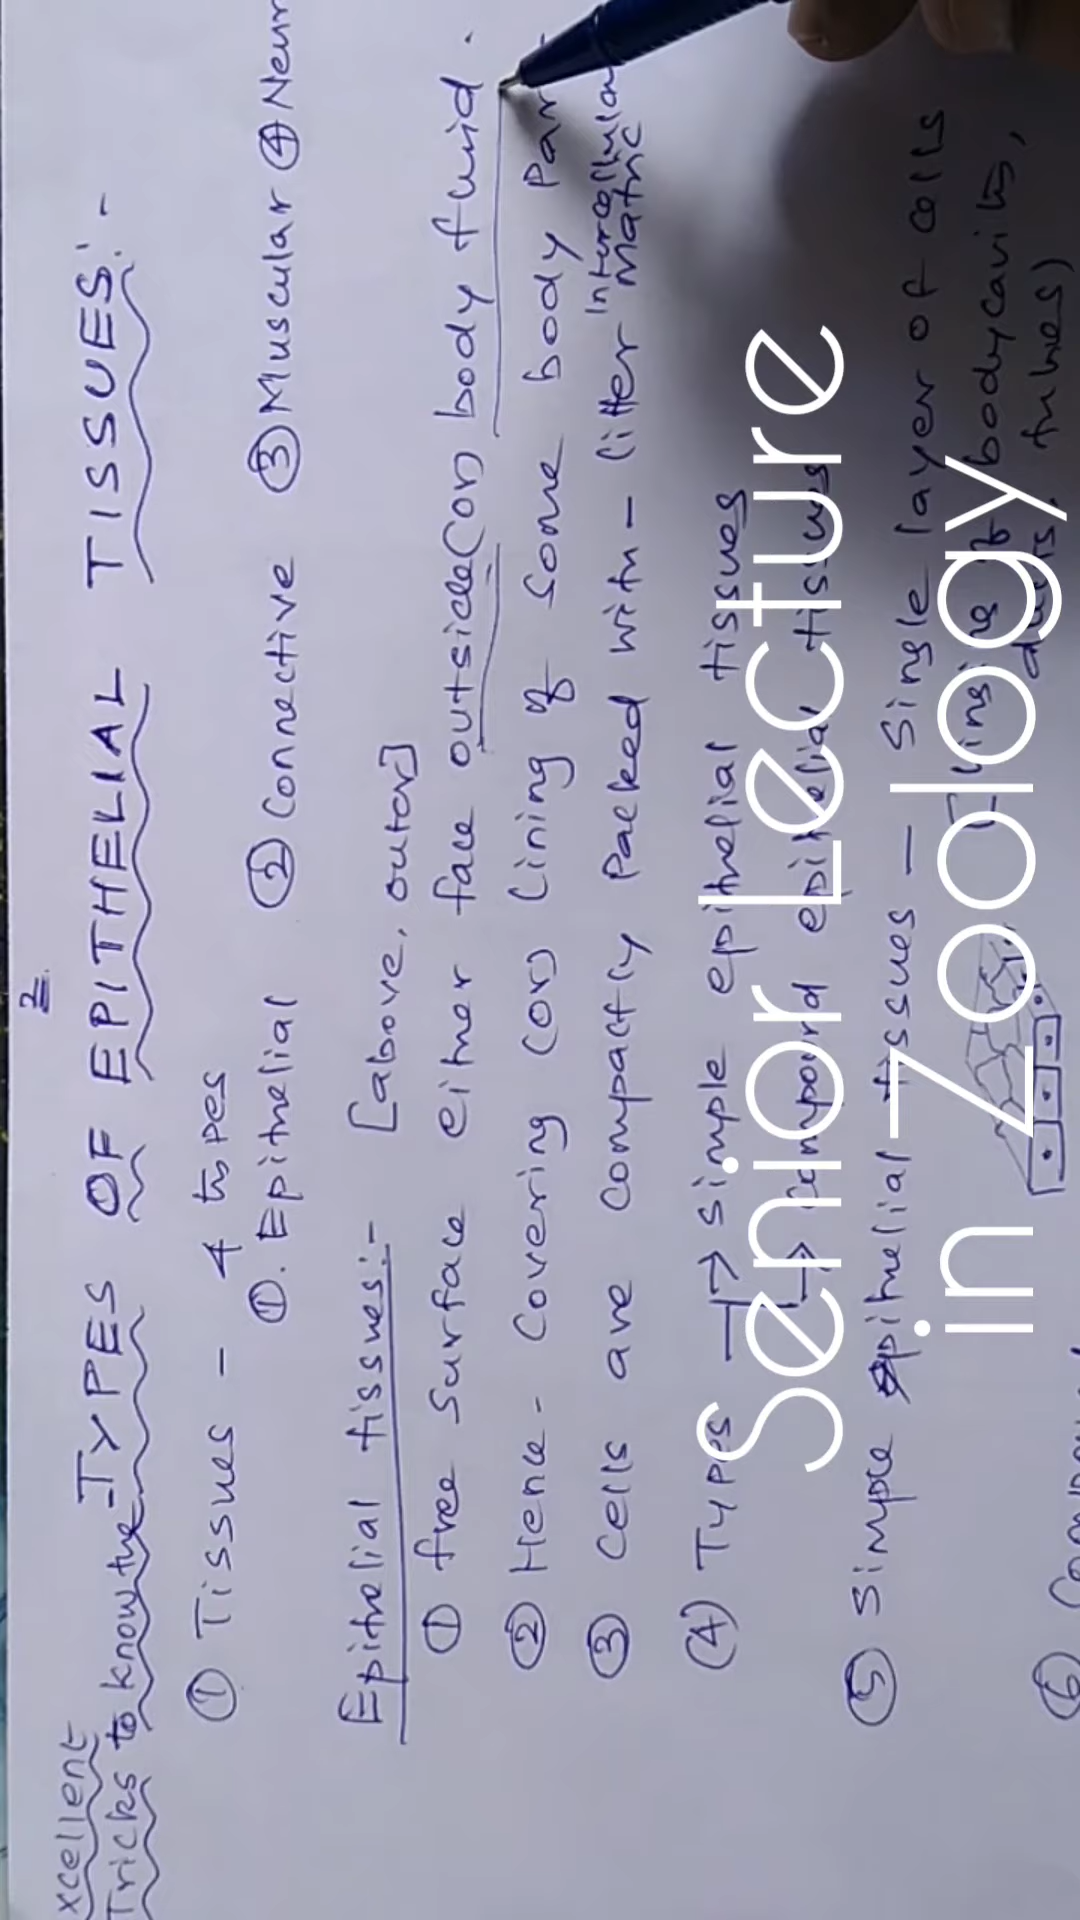 2.
xcellent
Tricks to know the - TYPES OF EPITHELIAL TISSUES:-
① Tissues - 4 types
①. Epithelial ② Connective ③ Muscular ④ Neur
Epithelial tissues:- [above, outer]
① free surface either face outside (or) body fluid.
② Hence - Covering (or) lining of some body par
③ cells are compactly packed with - litter Intercellular Matric
④ Types → simple epithelial tissues
→ compound epithelial tissues
⑤ Simple epithelial tissues - Single layer of cells
lining of body cavities,
ducts, tubes)
⑥
Senior Lecture
in Zoology